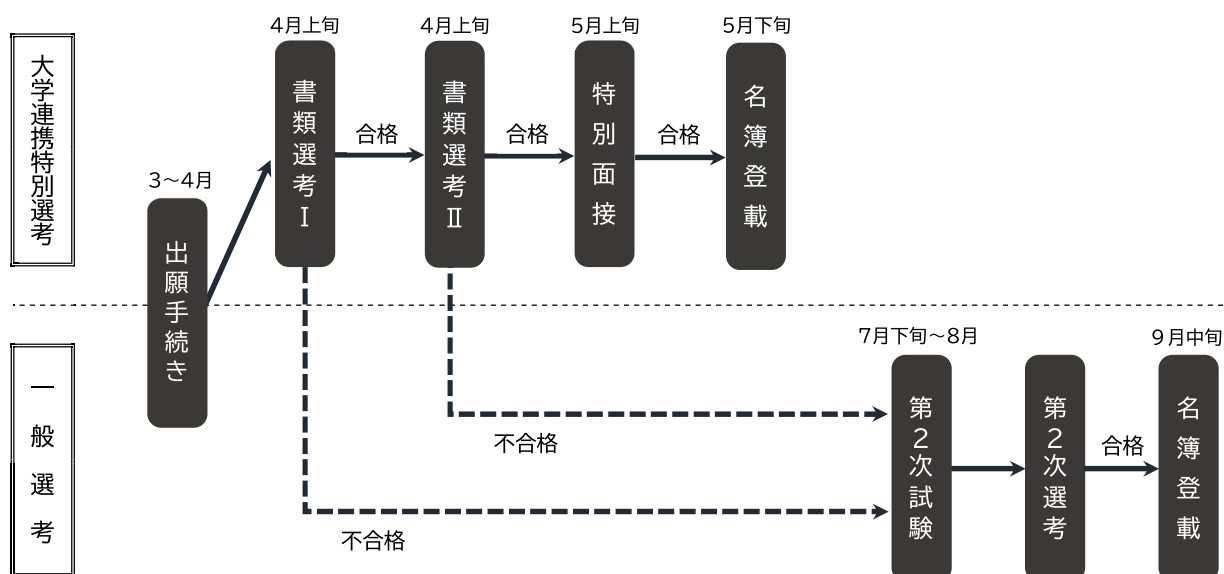 大学連携特別選考
3～4月
出願手続き
4月上旬
書類選考Ⅰ
合格
4月上旬
書類選考Ⅱ
合格
5月上旬
特別面接
合格
5月下旬
名簿登載
一般選考
不合格
不合格
7月下旬～8月
第2次試験
第2次選考
合格
9月中旬
名簿登載